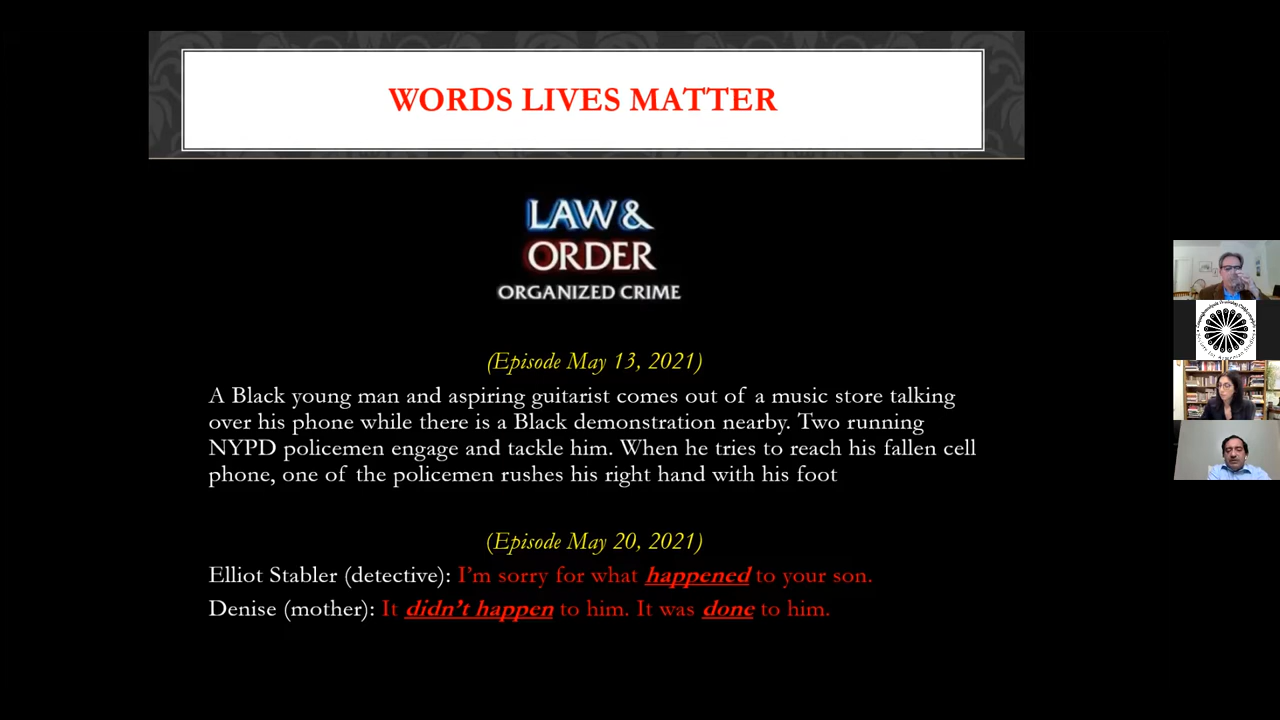 WORDS LIVES MATTER
LAW &
ORDER
ORGANIZED CRIME
(Episode May 13, 2021)
A Black young man and aspiring guitarist comes out of a music store talking
over his phone while there is a Black demonstration nearby. Two running
NYPD policemen engage and tackle him. When he tries to reach his fallen cell
phone, one of the policemen rushes his right hand with his foot
(Episode May 20, 2021)
Elliot Stabler (detective): I'm sorry for what happened to your son.
Denise (mother): It didn't happen to him. It was done to him.
Society for Armenian Studies